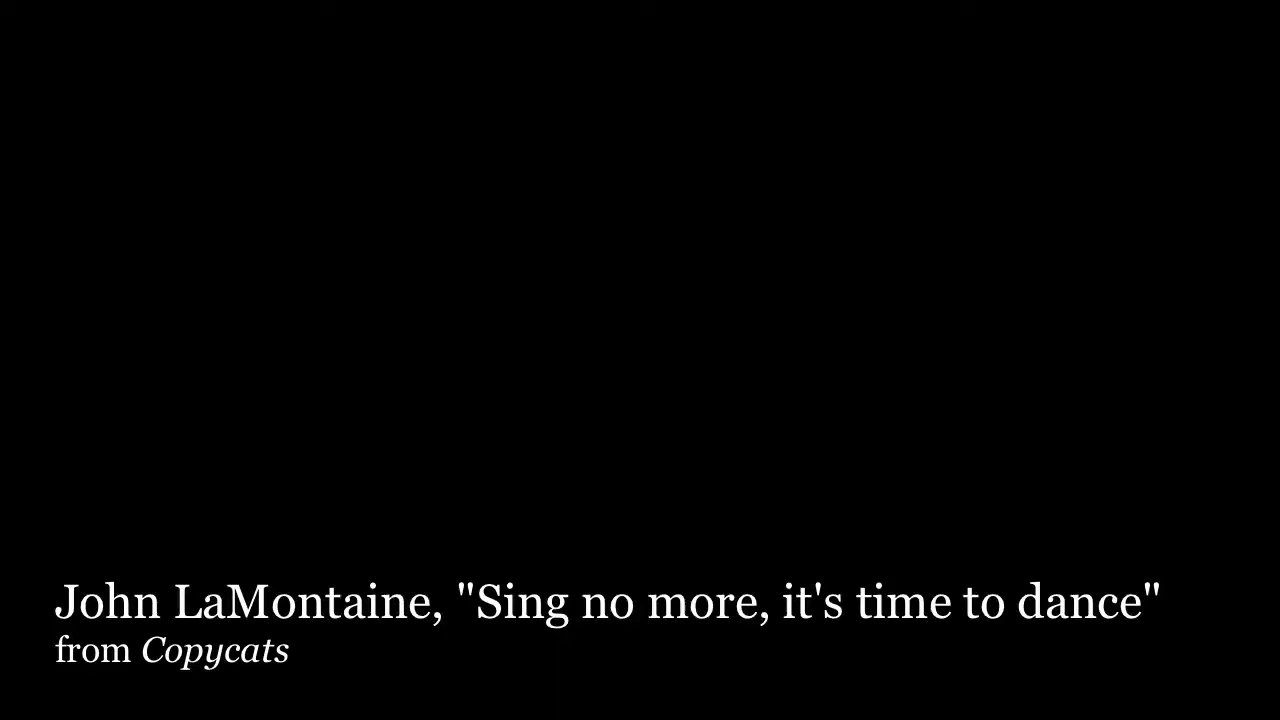 John LaMontaine, "Sing no more, it's time to dance"
from Copycats